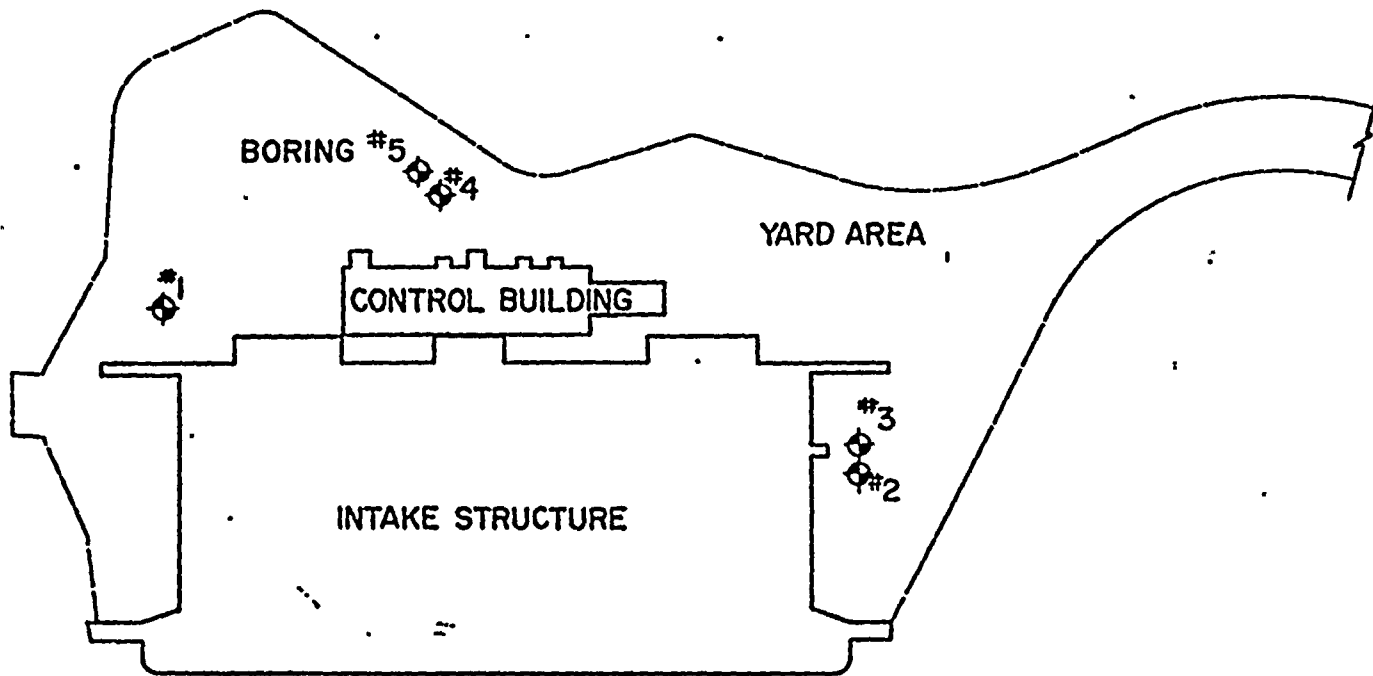 BORING #5
#4
YARD AREA
#1
CONTROL BUILDING
#3
#2
INTAKE STRUCTURE